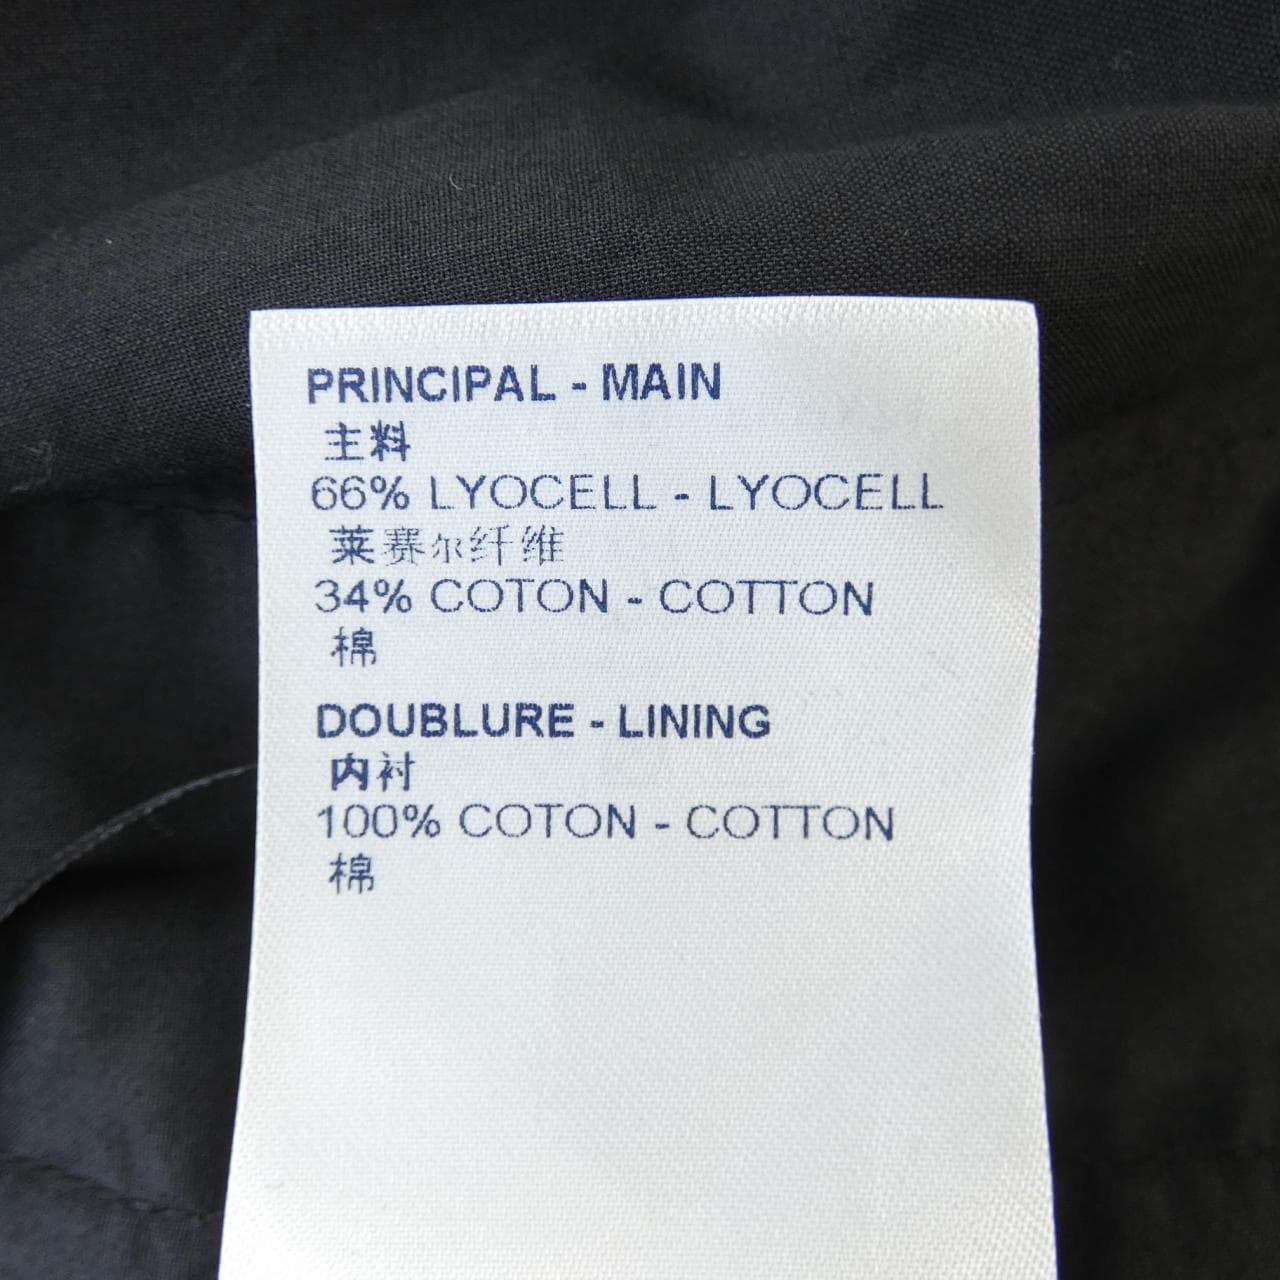 PRINCIPAL - MAIN
主料
66% LYOCELL - LYOCELL
莱赛尔纤维
34% COTON - COTTON
棉
DOUBLURE - LINING
内衬
100% COTON - COTTON
棉